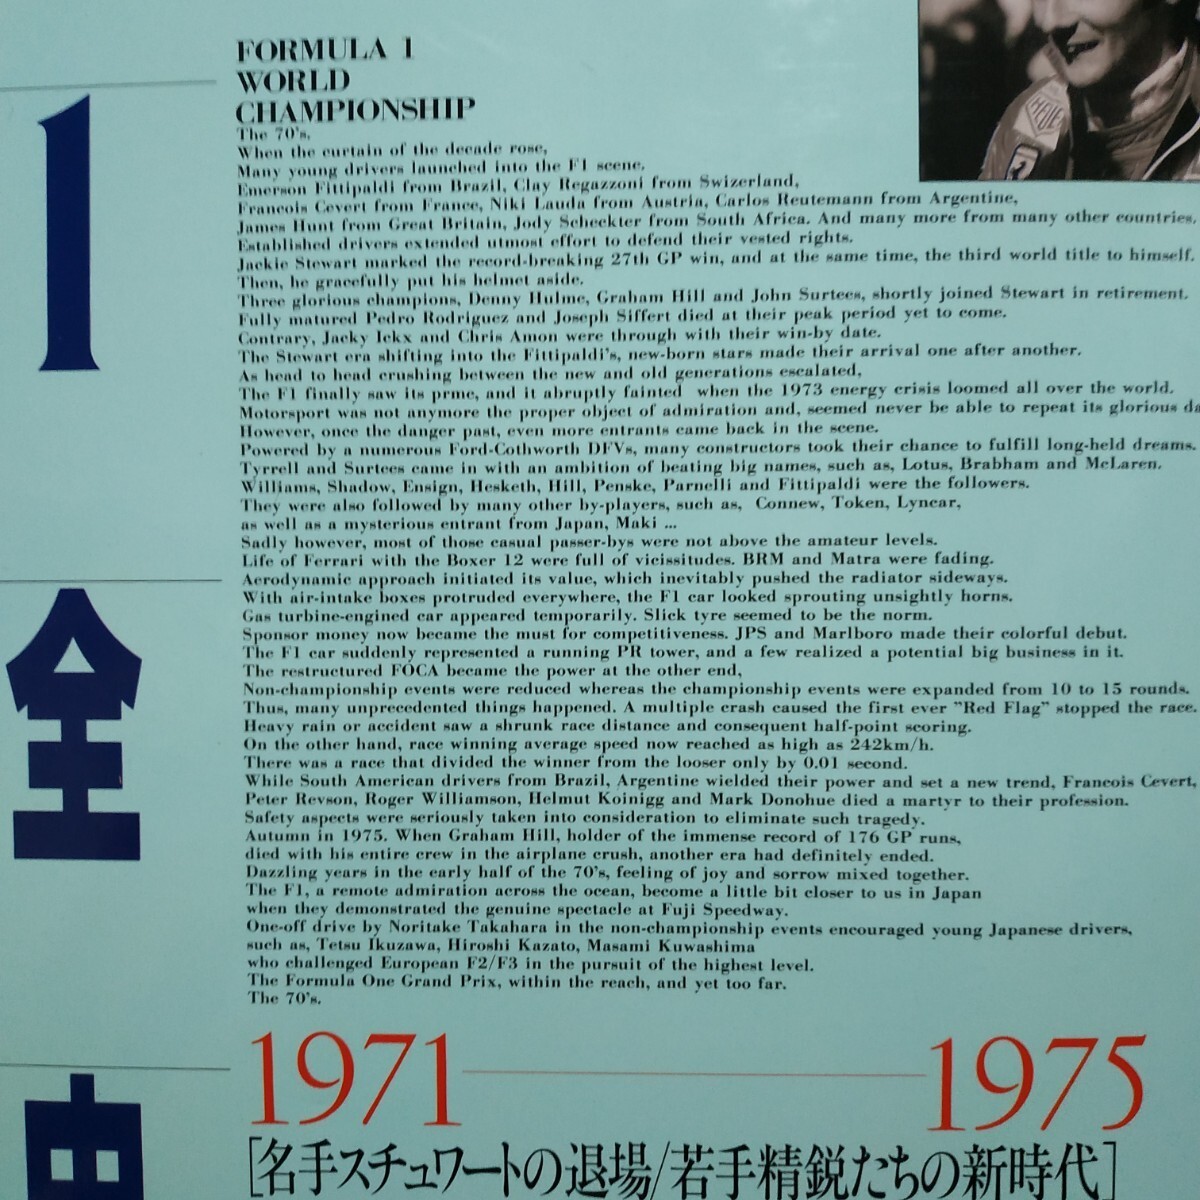 FORMULA 1
WORLD
CHAMPIONSHIP
The 70's,
When the curtain of the decade rose,
Many young drivers launched into the F1 scene.
Emerson Fittipaldi from Brazil, Clay Regazzoni from Swizerland,
Francois Cevert from France, Niki Lauda from Austria, Carlos Reutemann from Argentine,
James Hunt from Great Britain, Jody Scheckter from South Africa. And many more from many other countries.
Established drivers extended utmost effort to defend their vested rights.
Jackie Stewart marked the record-breaking 27th GP win, and at the same time, the third world title to himself.
Then, he gracefully put his helmet aside.
Three glorious champions, Denny Hulme, Graham Hill and John Surtees, shortly joined Stewart in retirement.
Fully matured Pedro Rodriguez and Joseph Siffert died at their peak period yet to come.
Contrary, Jacky Ickx and Chris Amon were through with their win-by date.
The Stewart era shifting into the Fittipaldi's, new-born stars made their arrival one after another.
As head to head crushing between the new and old generations escalated,
The F1 finally saw its prme, and it abruptly fainted when the 1973 energy crisis loomed all over the world.
Motorsport was not anymore the proper object of admiration and, seemed never be able to repeat its glorious da
However, once the danger past, even more entrants came back in the scene.
Powered by a numerous Ford-Cothworth DFVs, many constructors took their chance to fulfill long-held dreams.
Tyrrell and Surtees came in with an ambition of beating big names, such as, Lotus, Brabham and McLaren.
Williams, Shadow, Ensign, Hesketh, Hill, Penske, Parnelli and Fittipaldi were the followers.
They were also followed by many other by-players, such as, Connew, Token, Lyncar,
as well as a mysterious entrant from Japan, Maki ...
Sadly however, most of those casual passer-bys were not above the amateur levels.
Life of Ferrari with the Boxer 12 were full of vicissitudes. BRM and Matra were fading.
Aerodynamic approach initiated its value, which inevitably pushed the radiator sideways.
With air-intake boxes protruded everywhere, the F1 car looked sprouting unsightly horns.
Gas turbine-engined car appeared temporarily. Slick tyre seemed to be the norm.
Sponsor money now became the must for competitiveness. JPS and Marlboro made their colorful debut.
The F1 car suddenly represented a running PR tower, and a few realized a potential big business in it.
The restructured FOCA became the power at the other end,
Non-championship events were reduced whereas the championship events were expanded from 10 to 15 rounds.
Thus, many unprecedented things happened. A multiple crash caused the first ever "Red Flag" stopped the race.
Heavy rain or accident saw a shrunk race distance and consequent half-point scoring.
On the other hand, race winning average speed now reached as high as 242km/h.
There was a race that divided the winner from the looser only by 0.01 second.
While South American drivers from Brazil, Argentine wielded their power and set a new trend, Francois Cevert,
Peter Revson, Roger Williamson, Helmut Koinigg and Mark Donohue died a martyr to their profession.
Safety aspects were seriously taken into consideration to eliminate such tragedy.
Autumn in 1975. When Graham Hill, holder of the immense record of 176 GP runs,
died with his entire crew in the airplane crush, another era had definitely ended.
Dazzling years in the early half of the 70's, feeling of joy and sorrow mixed together.
The F1, a remote admiration across the ocean, become a little bit closer to us in Japan
when they demonstrated the genuine spectacle at Fuji Speedway.
One-off drive by Noritake Takahara in the non-championship events encouraged young Japanese drivers,
such as, Tetsu Ikuzawa, Hiroshi Kazato, Masami Kuwashima
who challenged European F2/F3 in the pursuit of the highest level.
The Formula One Grand Prix, within the reach, and yet too far.
The 70's.
1971 1975
[名手スチュワートの退場/若手精鋭たちの新時代]
1
全
史
HEUER